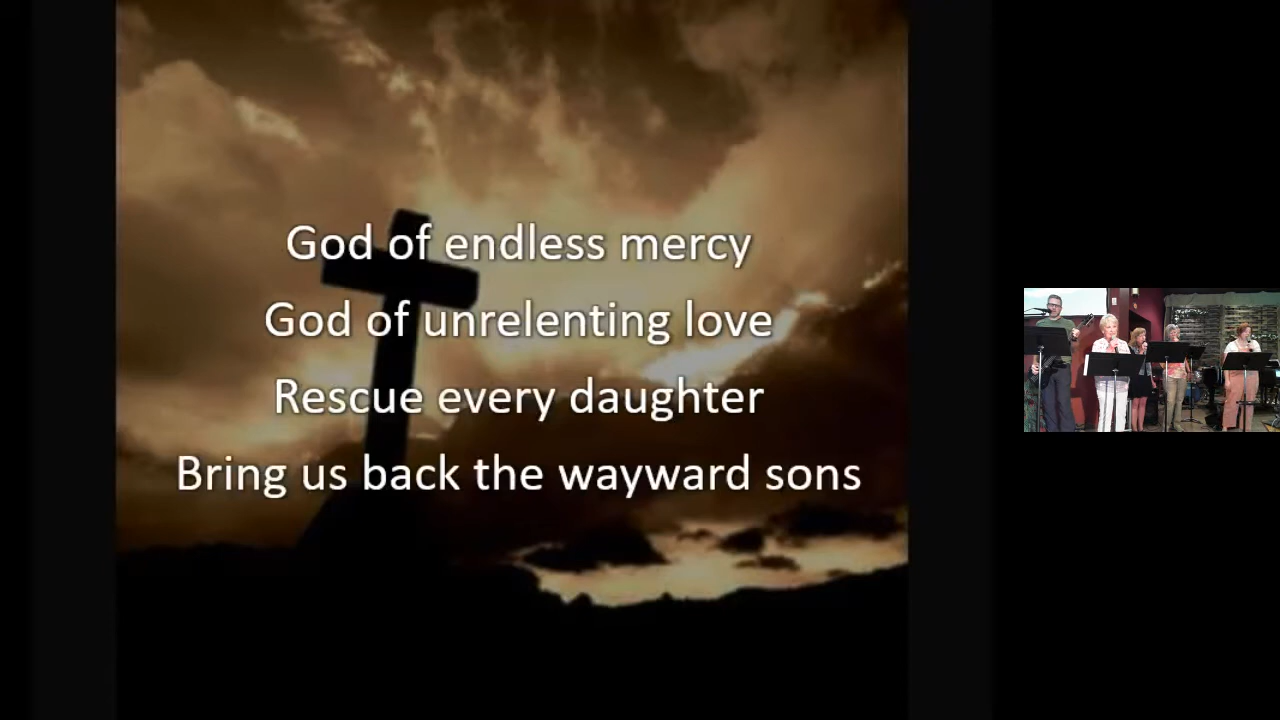 God of endless mercy
God of unrelenting love
Rescue every daughter
Bring us back the wayward sons